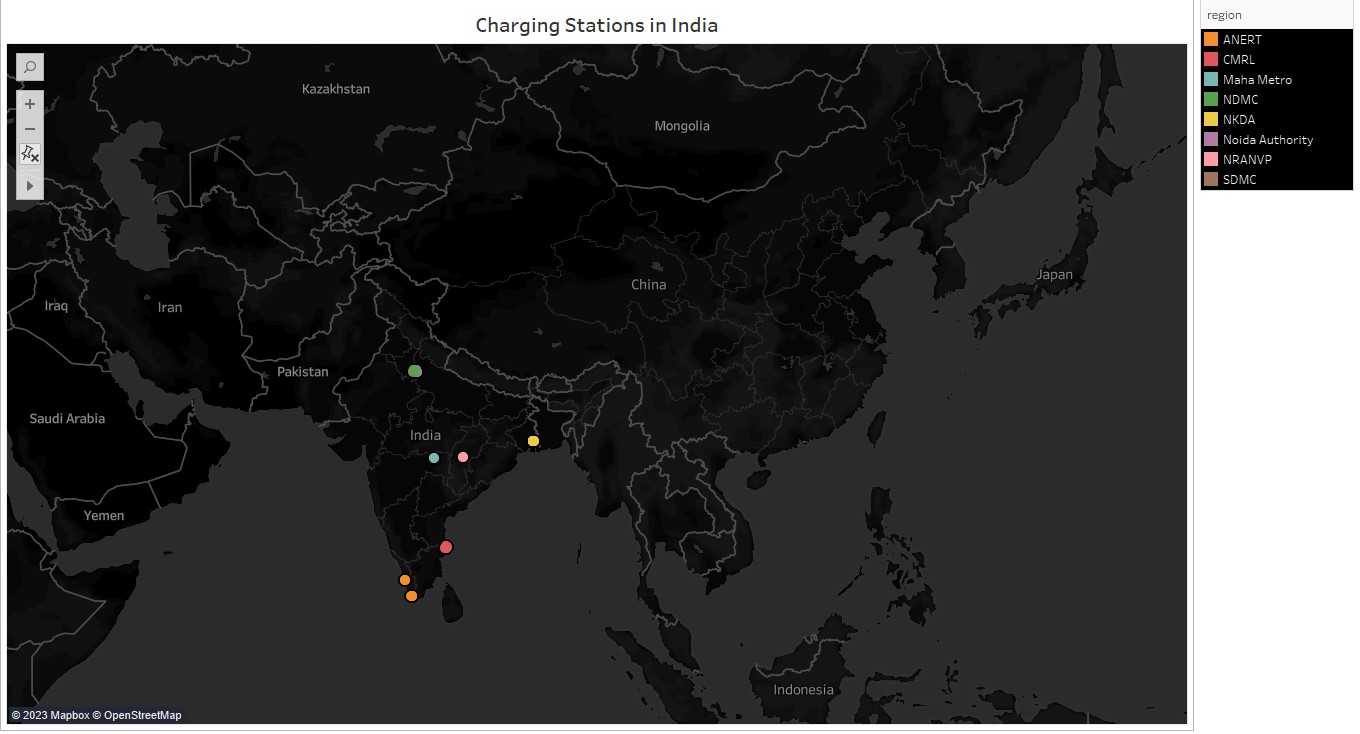 Charging Stations in India
region
ANERT
CMRL
Maha Metro
NDMC
NKDA
Noida Authority
NRANVP
SDMC
Kazakhstan
Mongolia
China
Japan
Iraq
Iran
Pakistan
Saudi Arabia
India
Yemen
Indonesia
© 2023 Mapbox © OpenStreetMap